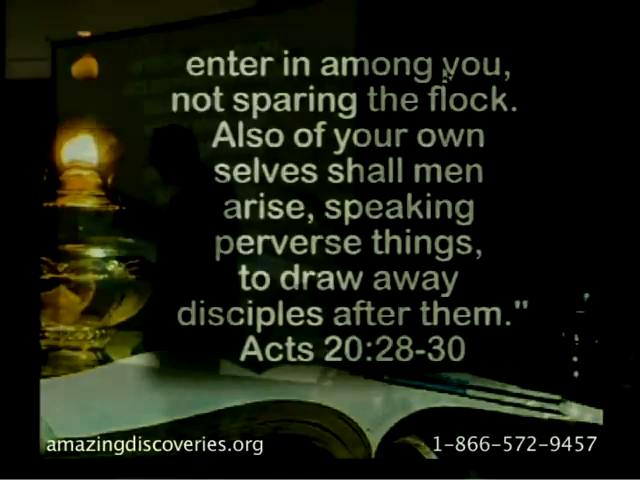 enter in among you,
not sparing the flock.
Also of your own
selves shall men
arise, speaking
perverse things,
to draw away
disciples after them."
Acts 20:28-30
amazingdiscoveries.org
1-866-572-9457